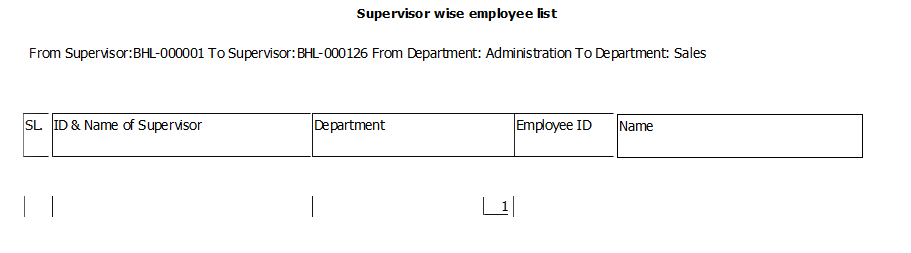 Supervisor wise employee list
From Supervisor:BHL-000001 To Supervisor:BHL-000126 From Department: Administration To Department: Sales
SL. ID & Name of Supervisor Department Employee ID Name
1